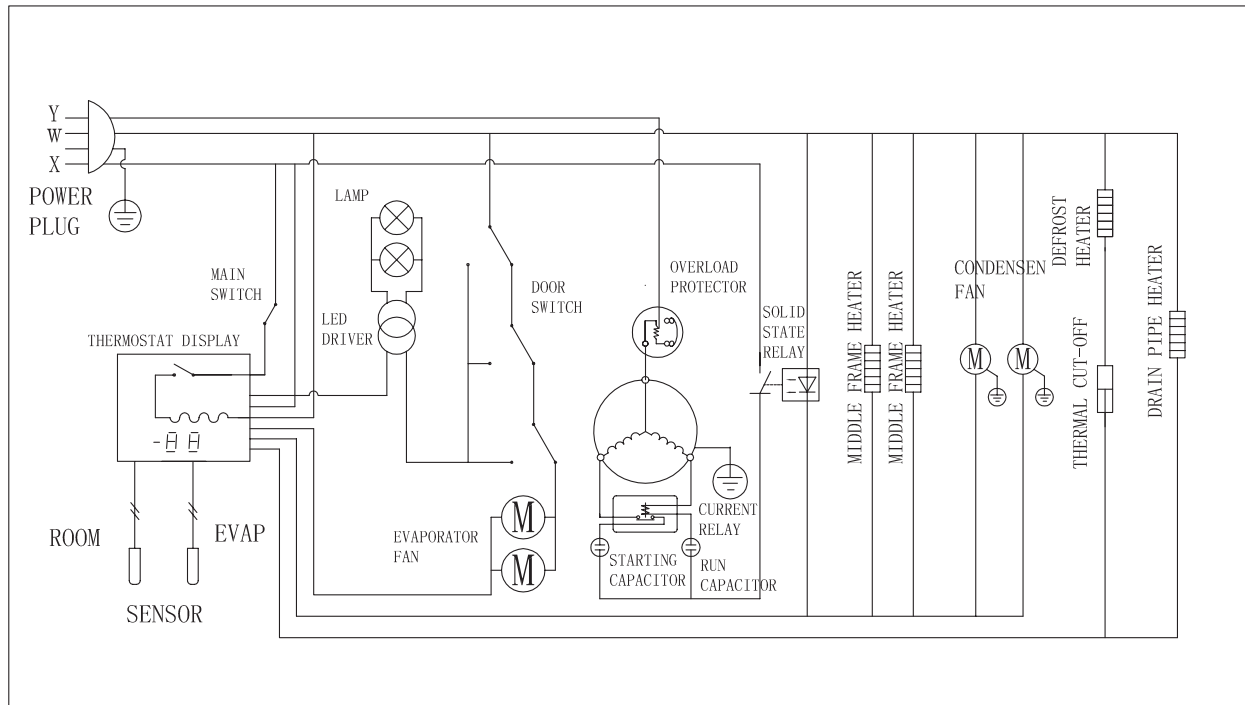 Y
W
X
POWER
PLUG
LAMP
MAIN
SWITCH
LED
DRIVER
DOOR
SWITCH
OVERLOAD
PROTECTOR
SOLID
STATE
RELAY
THERMOSTAT DISPLAY
-88
ROOM
EVAP
SENSOR
EVAPORATOR
FAN
M
M
CURRENT
RELAY
STARTING
CAPACITOR
RUN
CAPACITOR
MIDDLE FRAME HEATER
MIDDLE FRAME HEATER
CONDENSEN
FAN
M
M
DEFROST
HEATER
THERMAL CUT-OFF
DRAIN PIPE HEATER